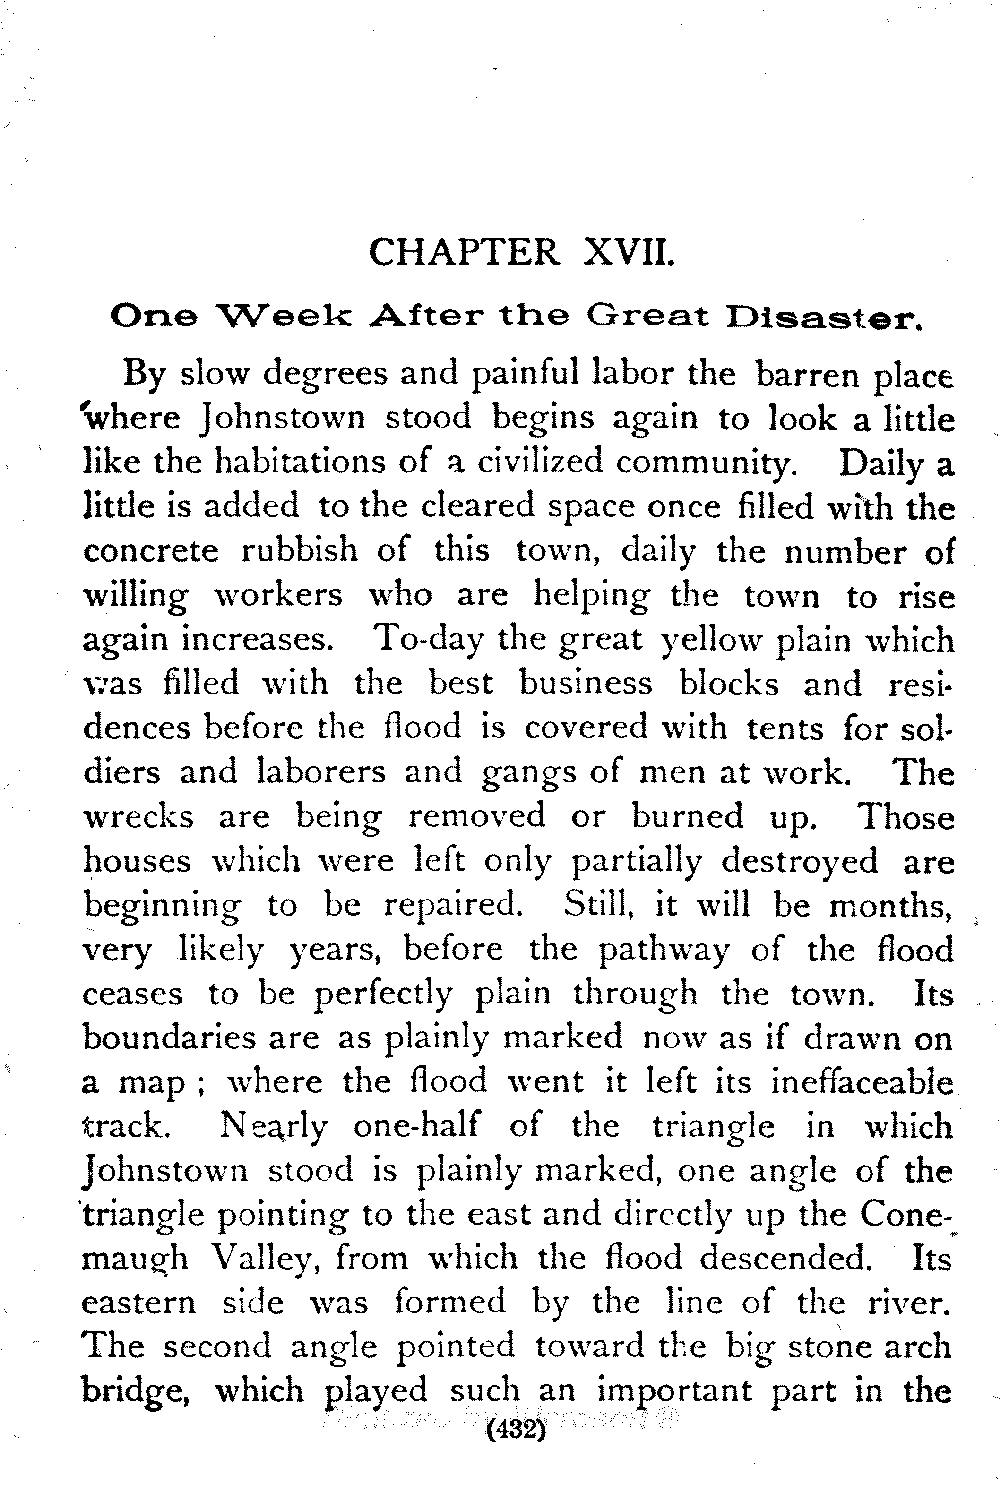 CHAPTER XVII.
One Week After the Great Disaster.
By slow degrees and painful labor the barren place
where Johnstown stood begins again to look a little
like the habitations of a civilized community. Daily a
little is added to the cleared space once filled with the
concrete rubbish of this town, daily the number of
willing workers who are helping the town to rise
again increases. To-day the great yellow plain which
was filled with the best business blocks and resi-
dences before the flood is covered with tents for sol-
diers and laborers and gangs of men at work. The
wrecks are being removed or burned up. Those
houses which were left only partially destroyed are
beginning to be repaired. Still, it will be months,
very likely years, before the pathway of the flood
ceases to be perfectly plain through the town. Its
boundaries are as plainly marked now as if drawn on
a map ; where the flood went it left its ineffaceable
track. Nearly one-half of the triangle in which
Johnstown stood is plainly marked, one angle of the
triangle pointing to the east and directly up the Cone-
maugh Valley, from which the flood descended. Its
eastern side was formed by the line of the river.
The second angle pointed toward the big stone arch
bridge, which played such an important part in the
(432)